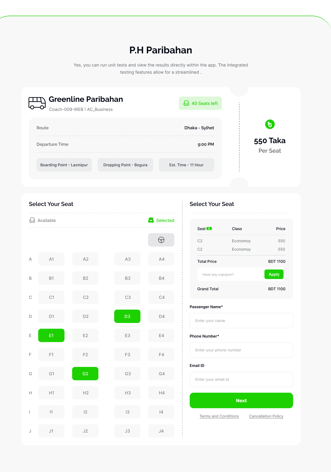 P.H Paribahan
Yes, you can run unit tests and view the results directly within the app. The integrated
testing features allow for a streamlined .
Greenline Paribahan
Coach-009-WEB | AC_Business
40 Seats left
Route
Dhaka - Sylhet
Departure Time
9:00 PM
Boarding Point - Laxmipur
Dropping Point - Bogura
Est. Time - 11 Hour
550 Taka
Per Seat
Select Your Seat
Available
Selected
A A1 A2 A3 A4
B B1 B2 B3 B4
C C1 C2 C3 C4
D D1 D2 D3 D4
E E1 E2 E3 E4
F F1 F2 F3 F4
G G1 G2 G3 G4
H H1 H2 H3 H4
I I1 I2 I3 I4
J J1 J2 J3 J4
Select Your Seat
Seat Class Price
C2 Economoy 550
C2 Economoy 550
Total Price BDT 1100
Have any coupon?
Apply
Grand Total BDT 1100
Passenger Name*
Enter your name
Phone Number*
Enter your phone number
Email ID
Enter your email id
Next
Terms and Conditions
Cancellation Policy